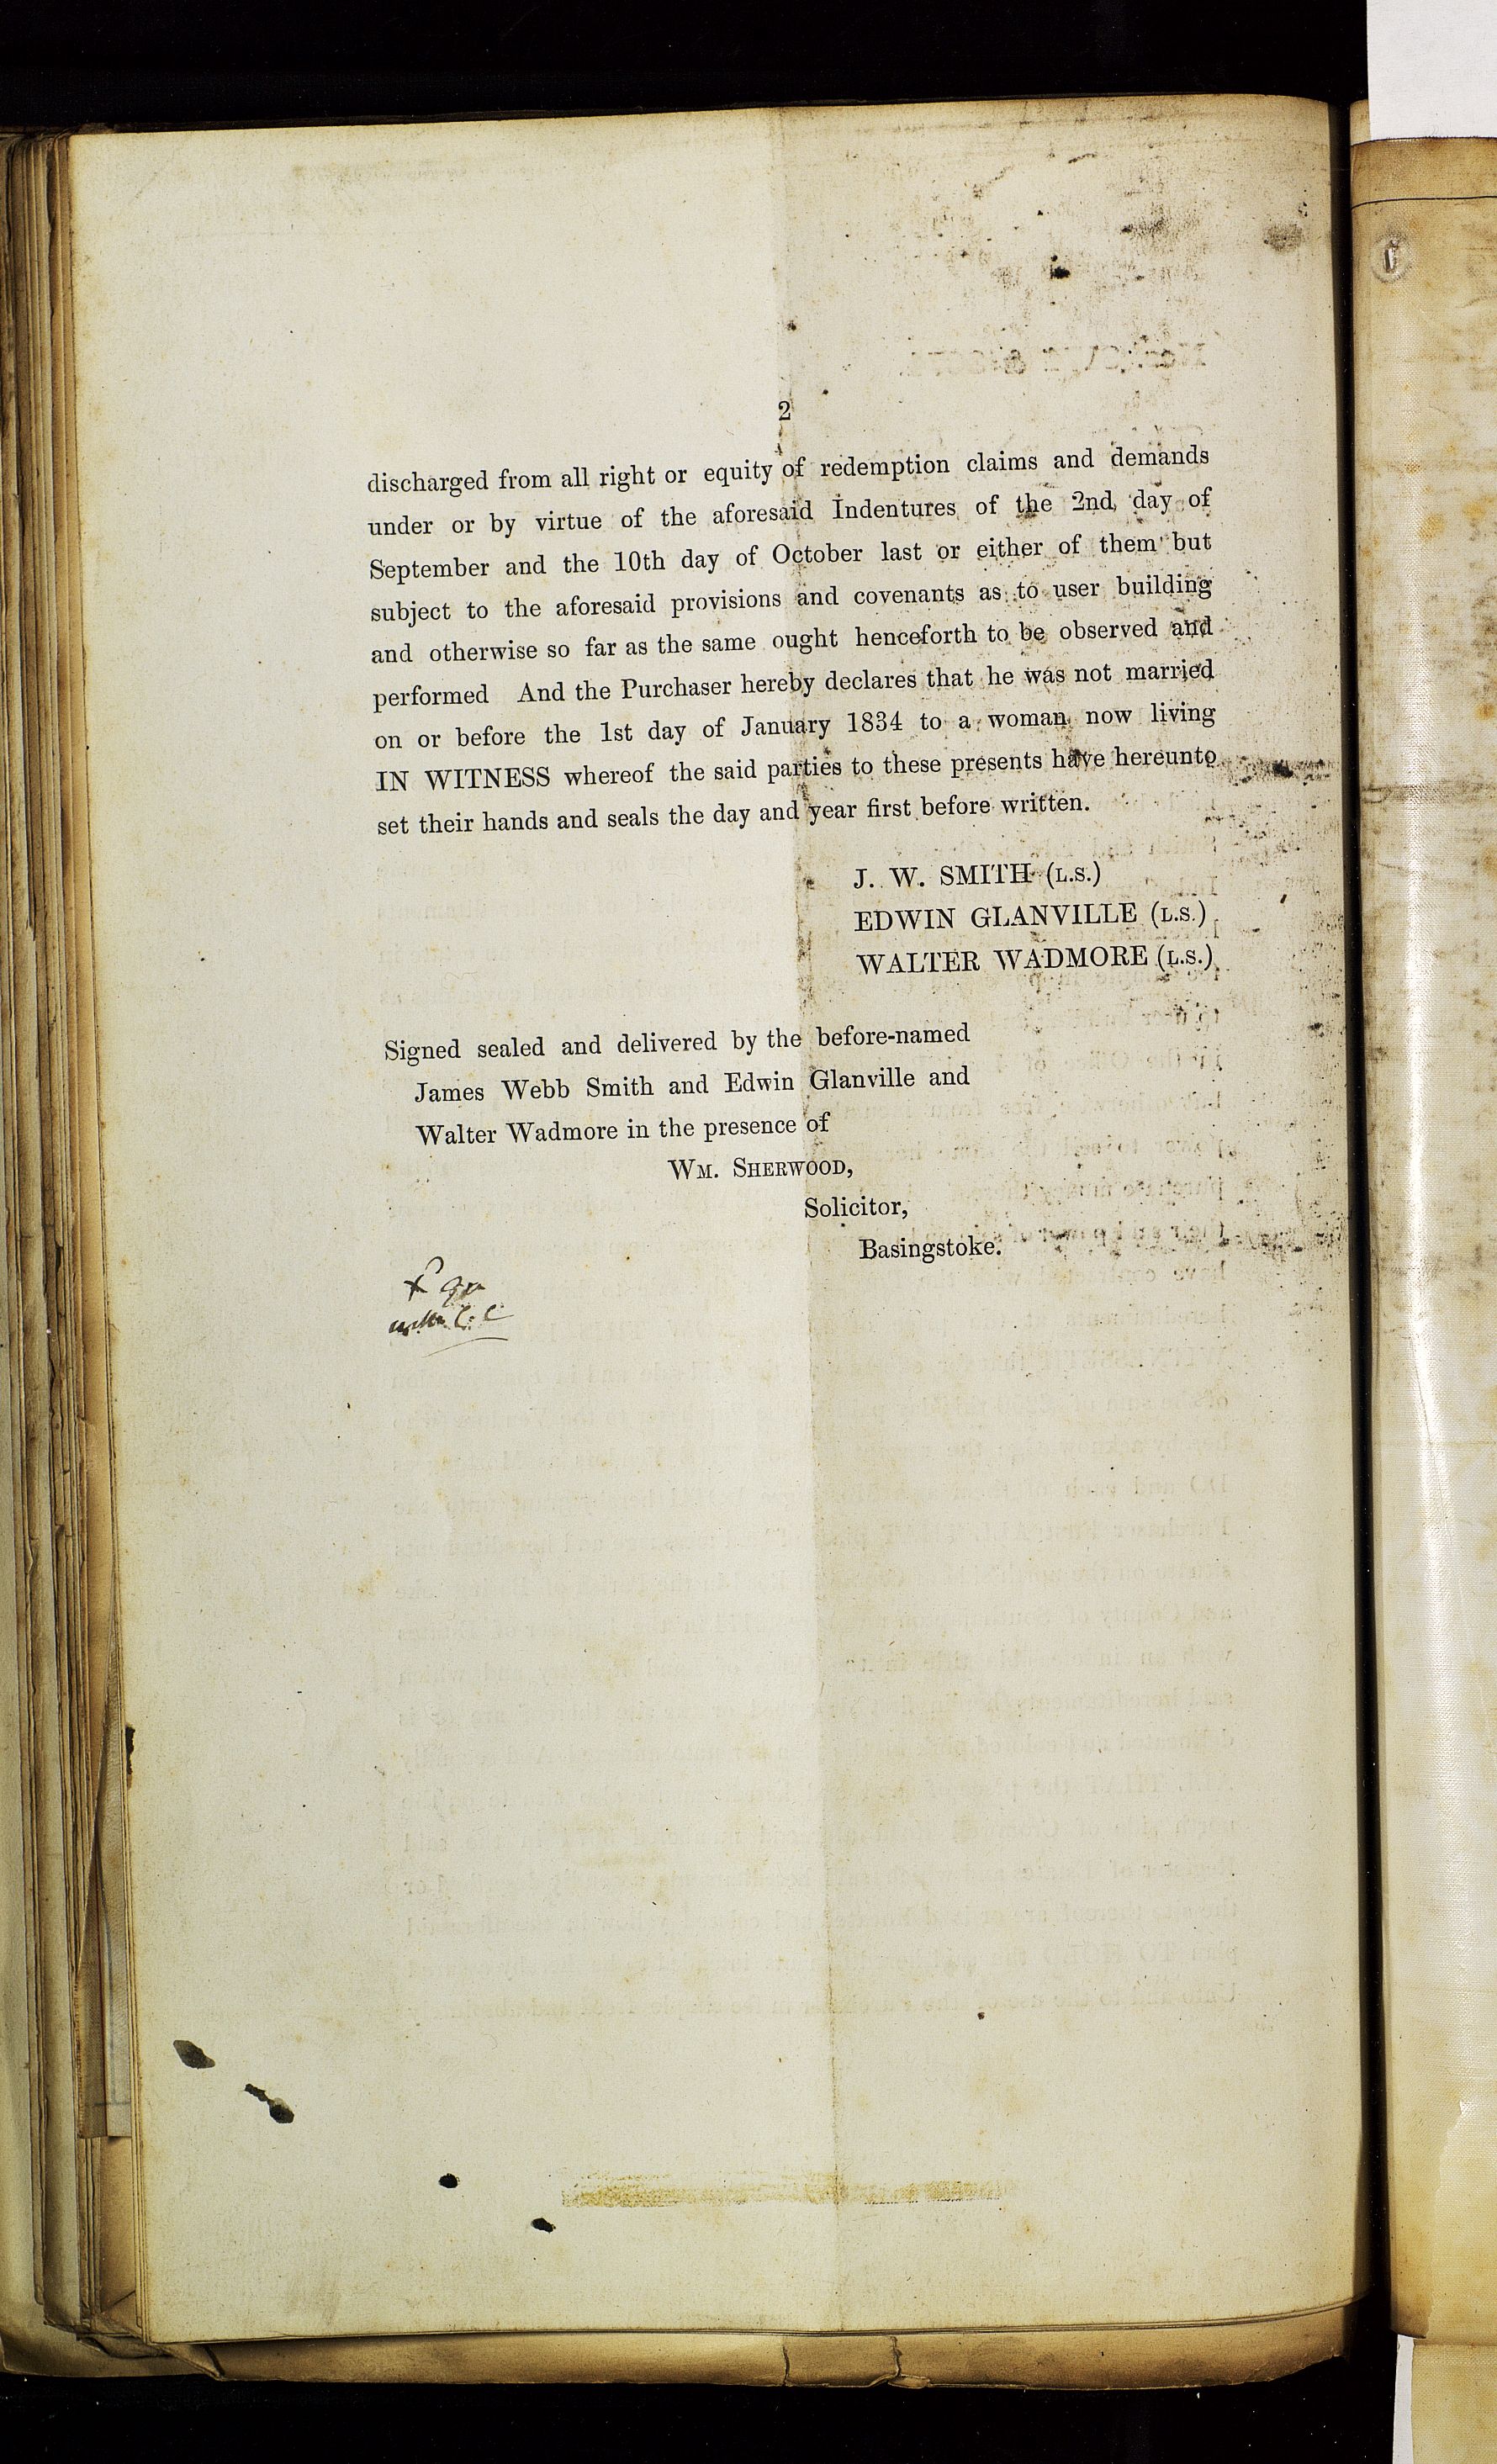 2
discharged from all right or equity of redemption claims and demands
under or by virtue of the aforesaid Indentures of the 2nd day of
September and the 10th day of October last or either of them but
subject to the aforesaid provisions and covenants as to user building
and otherwise so far as the same ought henceforth to be observed and
performed And the Purchaser hereby declares that he was not married
on or before the 1st day of January 1834 to a woman now living
IN WITNESS whereof the said parties to these presents have hereunto
set their hands and seals the day and year first before written.
J. W. SMITH (L.S.)
EDWIN GLANVILLE (L.S.)
WALTER WADMORE (L.S.)
Signed sealed and delivered by the before-named
James Webb Smith and Edwin Glanville and
Walter Wadmore in the presence of
WM. SHERWOOD,
Solicitor,
Basingstoke.